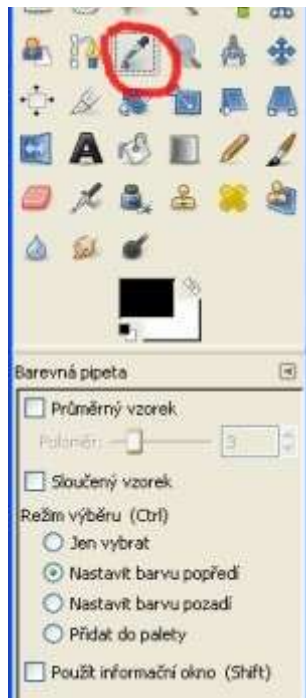 Barevná pipeta
Průměrný vzorek
Poloměr: 3
Sloučený vzorek
Režim výběru (Ctrl)
Jen vybrat
Nastavit barvu popředí
Nastavit barvu pozadí
Přidat do palety
Použít informační okno (Shift)